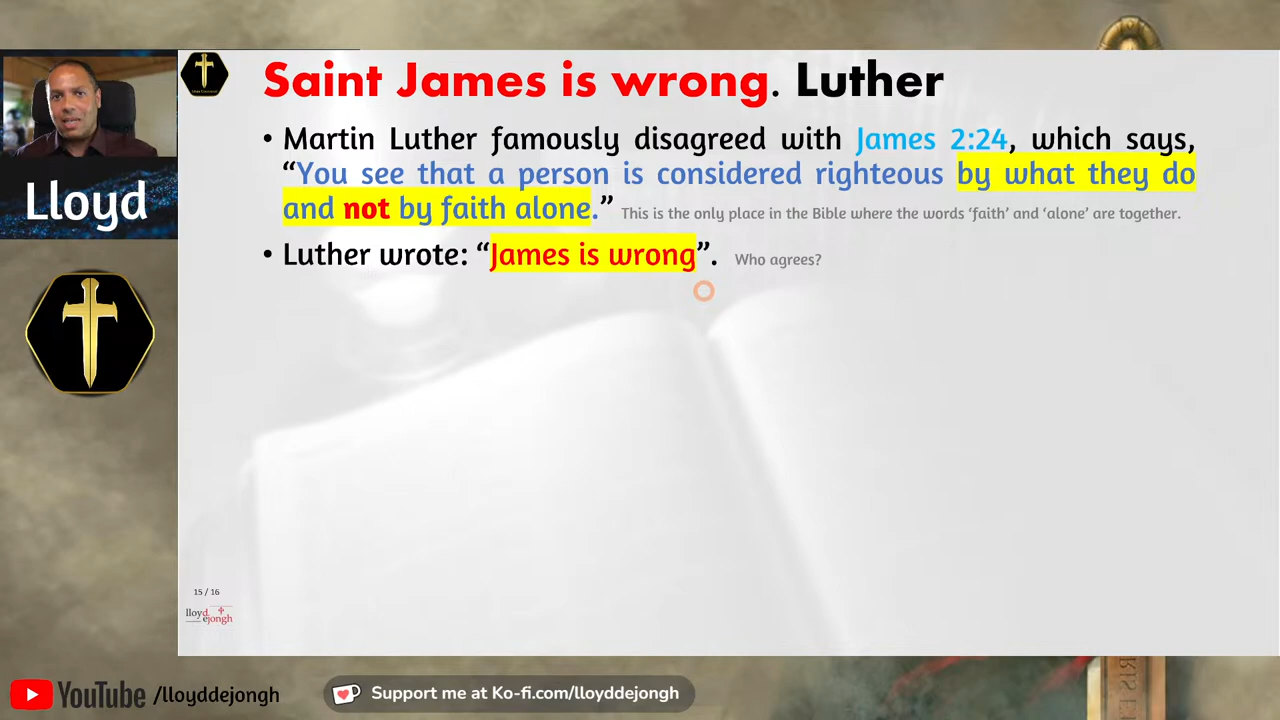 Saint James is wrong. Luther
• Martin Luther famously disagreed with James 2:24, which says,
“You see that a person is considered righteous by what they do
and not by faith alone.” This is the only place in the Bible where the words ‘faith’ and ‘alone’ are together.
• Luther wrote: “James is wrong”. Who agrees?
Lloyd
15 / 16
lloyd
ejongh
YouTube /lloyddejongh
Support me at Ko-fi.com/lloyddejongh